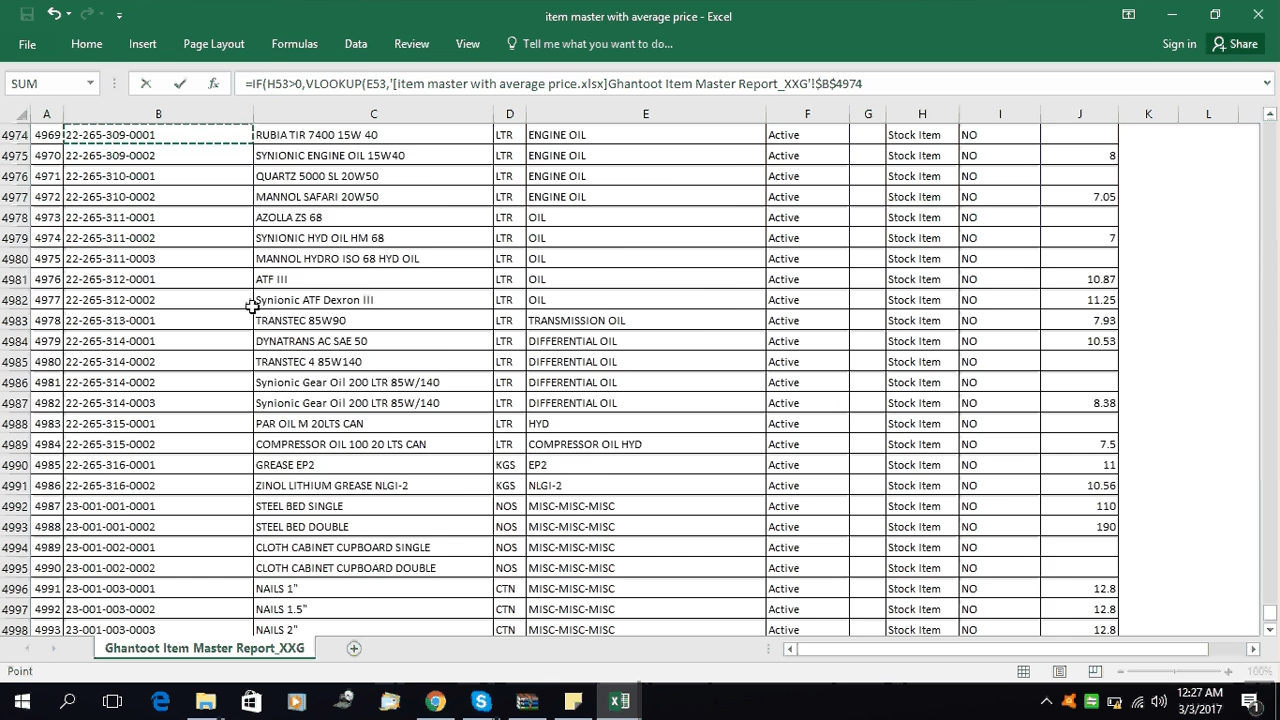 item master with average price - Excel
File Home Insert Page Layout Formulas Data Review View Tell me what you want to do... Sign in Share
SUM fx =IF(H53>0,VLOOKUP(E53,'[item master with average price.xlsx]Ghantoot Item Master Report_XXG'!$B$4974
A B C D E F G H I J K L
4974 4969 22-265-309-0001 RUBIA TIR 7400 15W 40 LTR ENGINE OIL Active Stock Item NO
4975 4970 22-265-309-0002 SYNIONIC ENGINE OIL 15W40 LTR ENGINE OIL Active Stock Item NO 8
4976 4971 22-265-310-0001 QUARTZ 5000 SL 20W50 LTR ENGINE OIL Active Stock Item NO
4977 4972 22-265-310-0002 MANNOL SAFARI 20W50 LTR ENGINE OIL Active Stock Item NO 7.05
4978 4973 22-265-311-0001 AZOLLA ZS 68 LTR OIL Active Stock Item NO
4979 4974 22-265-311-0002 SYNIONIC HYD OIL HM 68 LTR OIL Active Stock Item NO 7
4980 4975 22-265-311-0003 MANNOL HYDRO ISO 68 HYD OIL LTR OIL Active Stock Item NO
4981 4976 22-265-312-0001 ATF III LTR OIL Active Stock Item NO 10.87
4982 4977 22-265-312-0002 Synionic ATF Dexron III LTR OIL Active Stock Item NO 11.25
4983 4978 22-265-313-0001 TRANSTEC 85W90 LTR TRANSMISSION OIL Active Stock Item NO 7.93
4984 4979 22-265-314-0001 DYNATRANS AC SAE 50 LTR DIFFERENTIAL OIL Active Stock Item NO 10.53
4985 4980 22-265-314-0002 TRANSTEC 4 85W140 LTR DIFFERENTIAL OIL Active Stock Item NO
4986 4981 22-265-314-0002 Synionic Gear Oil 200 LTR 85W/140 LTR DIFFERENTIAL OIL Active Stock Item NO
4987 4982 22-265-314-0003 Synionic Gear Oil 200 LTR 85W/140 LTR DIFFERENTIAL OIL Active Stock Item NO 8.38
4988 4983 22-265-315-0001 PAR OIL M 20LTS CAN LTR HYD Active Stock Item NO
4989 4984 22-265-315-0002 COMPRESSOR OIL 100 20 LTS CAN LTR COMPRESSOR OIL HYD Active Stock Item NO 7.5
4990 4985 22-265-316-0001 GREASE EP2 KGS EP2 Active Stock Item NO 11
4991 4986 22-265-316-0002 ZINOL LITHIUM GREASE NLGI-2 KGS NLGI-2 Active Stock Item NO 10.56
4992 4987 23-001-001-0001 STEEL BED SINGLE NOS MISC-MISC-MISC Active Stock Item NO 110
4993 4988 23-001-001-0002 STEEL BED DOUBLE NOS MISC-MISC-MISC Active Stock Item NO 190
4994 4989 23-001-002-0001 CLOTH CABINET CUPBOARD SINGLE NOS MISC-MISC-MISC Active Stock Item NO
4995 4990 23-001-002-0002 CLOTH CABINET CUPBOARD DOUBLE NOS MISC-MISC-MISC Active Stock Item NO
4996 4991 23-001-003-0001 NAILS 1" CTN MISC-MISC-MISC Active Stock Item NO 12.8
4997 4992 23-001-003-0002 NAILS 1.5" CTN MISC-MISC-MISC Active Stock Item NO 12.8
4998 4993 23-001-003-0003 NAILS 2" CTN MISC-MISC-MISC Active Stock Item NO 12.8
Ghantoot Item Master Report_XXG
Point 100%
12:27 AM
3/3/2017